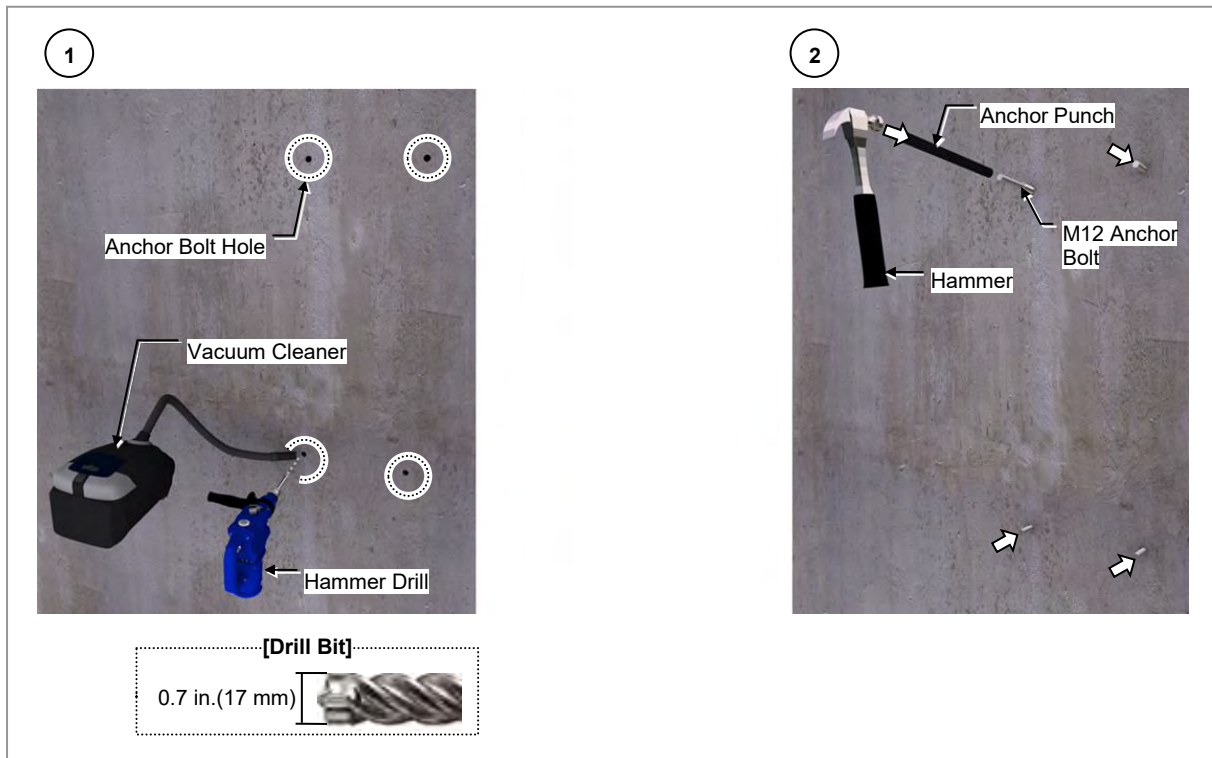 1
Anchor Bolt Hole
Vacuum Cleaner
Hammer Drill
[Drill Bit]
0.7 in.(17 mm)
2
Anchor Punch
M12 Anchor
Bolt
Hammer